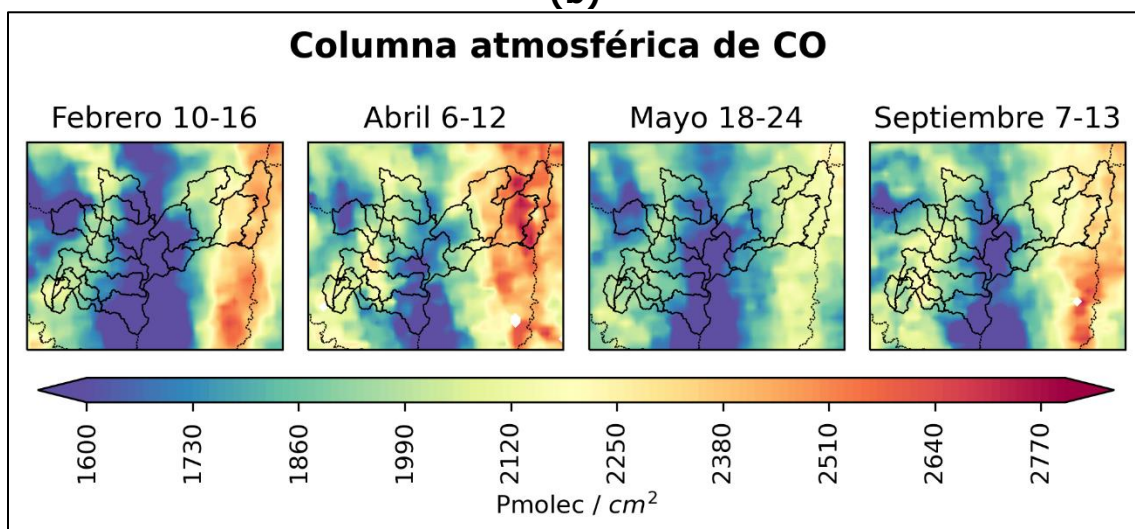 (b)
Columna atmosférica de CO
Febrero 10-16 Abril 6-12 Mayo 18-24 Septiembre 7-13
1600 1730 1860 1990 2120 2250 2380 2510 2640 2770
Pmolec / cm²